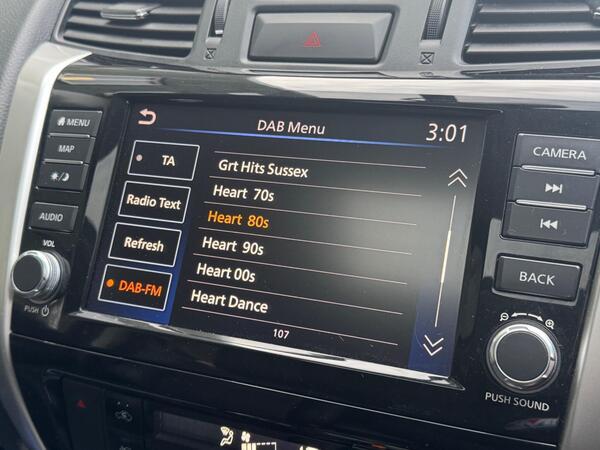 DAB Menu
3:01
TA
Radio Text
Refresh
DAB-FM
Grt Hits Sussex
Heart 70s
Heart 80s
Heart 90s
Heart 00s
Heart Dance
107
MENU
MAP
AUDIO
VOL
PUSH
CAMERA
BACK
PUSH SOUND